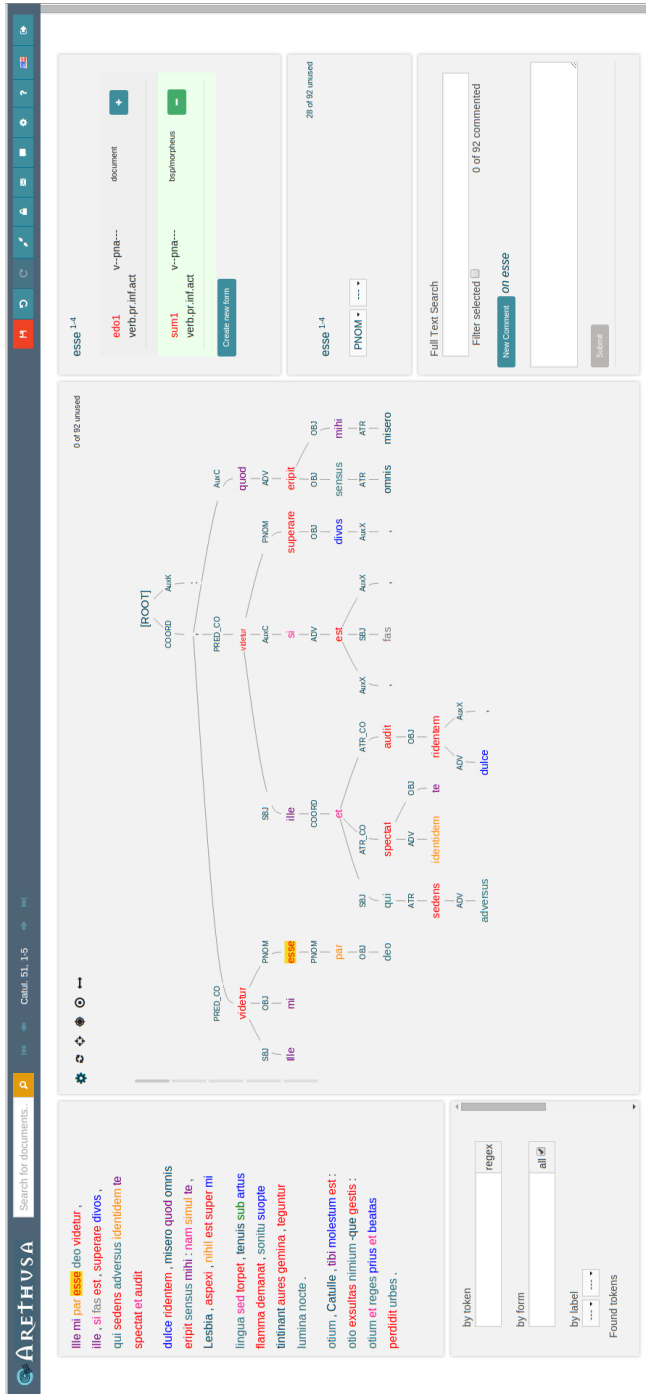 ARETHUSA
Search for documents..
Catul. 51, 1-5
Ille mi par esse deo videtur ,
ille , si fas est , superare divos ,
qui sedens adversus identidem te
spectat et audit
dulce ridentem , misero quod omnis
eripit sensus mihi : nam simul te ,
Lesbia , aspexi , nihil est super mi
lingua sed torpet , tenuis sub artus
flamma demanat , sonitu suopte
tintinant aures gemina , teguntur
lumina nocte .
otium , Catulle , tibi molestum est :
otio exsultas nimium -que gestis :
otium et reges prius et beatas
perdidit urbes .
by token
regex
by form
all
by label
--- ---
Found tokens
0 of 92 unused
[ROOT]
COORD AuxK
, :
PRED_CO PRED_CO AuxC
videtur videtur quod
SBJ OBJ PNOM SBJ AuxC PNOM ADV
Ille mi esse ille si superare eripit
PNOM COORD ADV OBJ OBJ OBJ
par et est divos sensus mihi
OBJ SBJ ATR_CO ATR_CO AuxX SBJ AuxX AuxX ATR ATR
deo qui spectat audit , fas , , omnis misero
ATR ADV OBJ OBJ
sedens identidem te ridentem
ADV ADV AuxX
adversus dulce ,
esse 1-4
edo1 v--pna--- document
verb.pr.inf.act
sum1 v--pna--- bsp/morpheus
verb.pr.inf.act
Create new form
28 of 92 unused
esse 1-4
PNOM ---
Full Text Search
Filter selected 0 of 92 commented
New Comment on esse
Submit